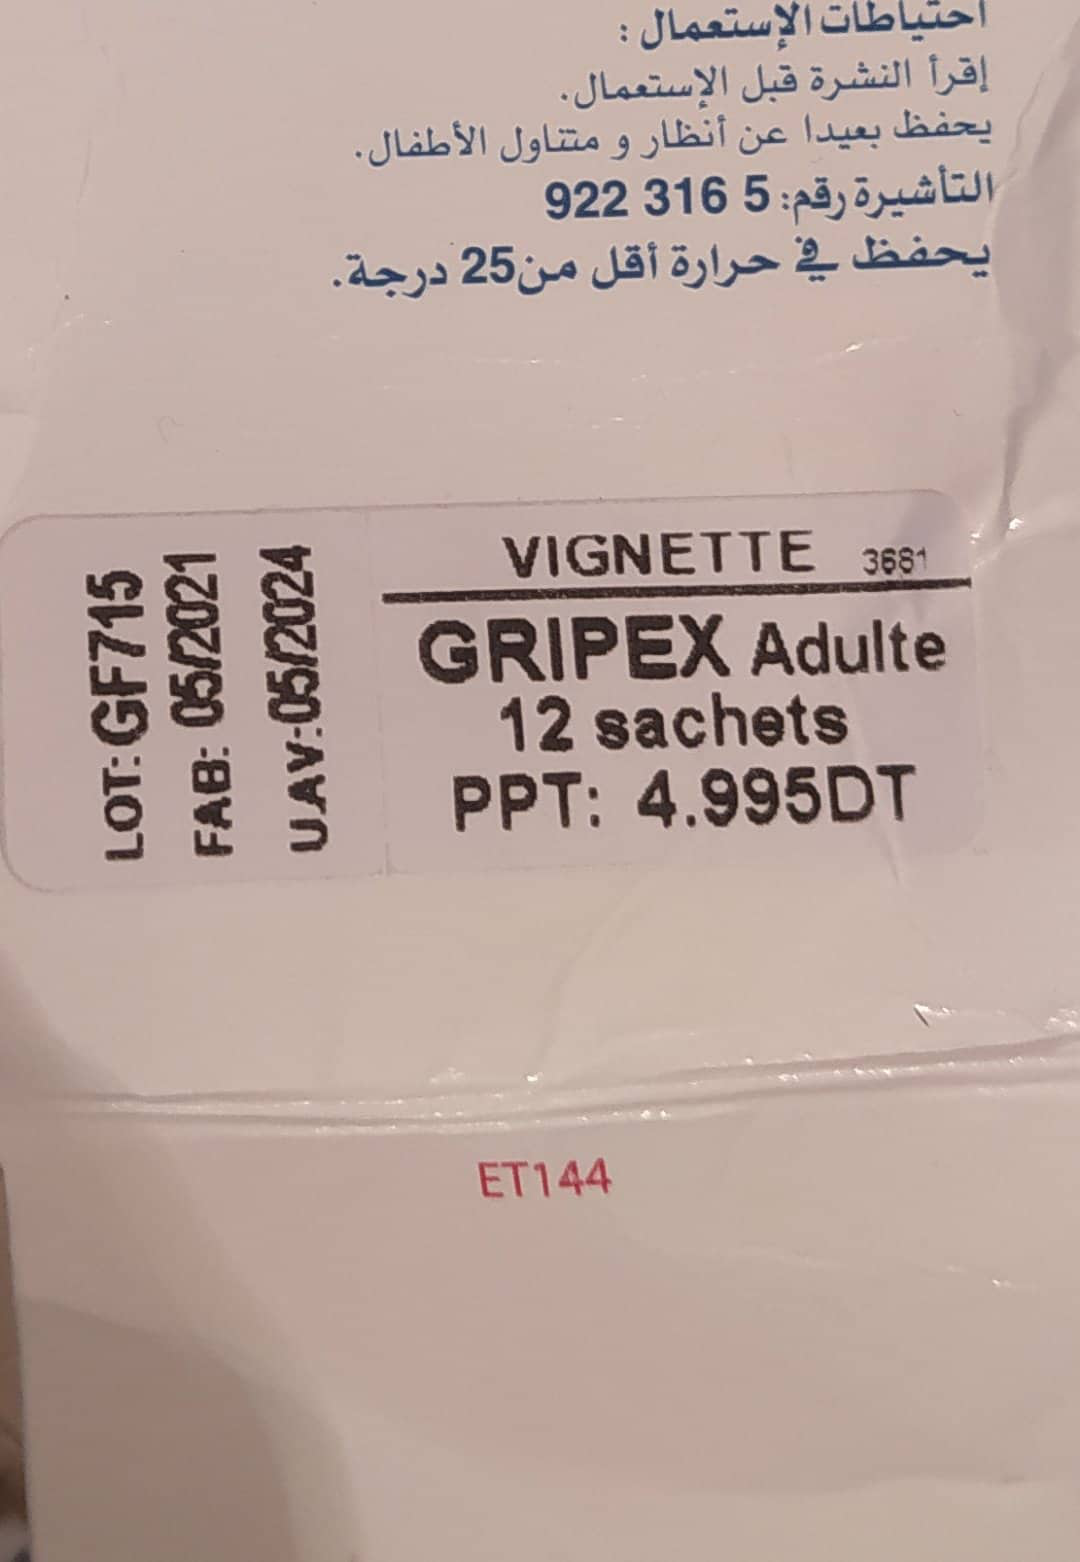 احتياطات الإستعمال :
إقرأ النشرة قبل الإستعمال.
يحفظ بعيدا عن أنظار و متناول الأطفال.
التأشيرة رقم: 5 316 922
يحفظ في حرارة أقل من25 درجة.
VIGNETTE 3681
GRIPEX Adulte
12 sachets
PPT: 4.995DT
LOT: GF715
FAB: 05/2021
U.AV:05/2024
ET144